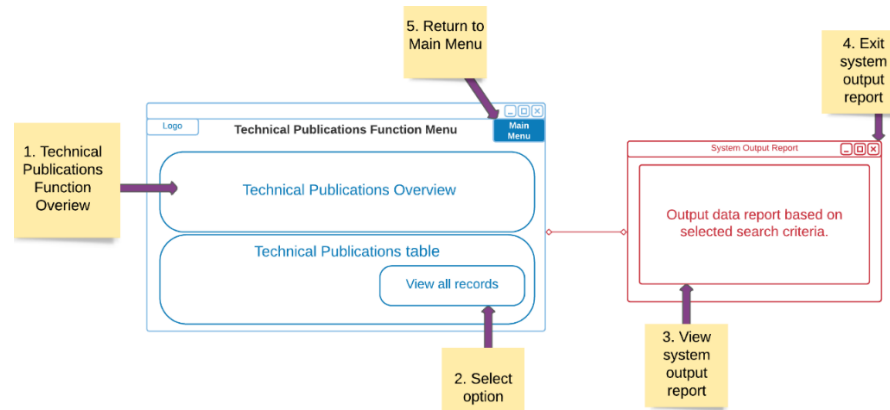 5. Return to
Main Menu
4. Exit
system
output
report
Logo
Technical Publications Function Menu
Main
Menu
1. Technical
Publications
Function
Overiew
Technical Publications Overview
System Output Report
Output data report based on
selected search criteria.
Technical Publications table
View all records
2. Select
option
3. View
system
output
report